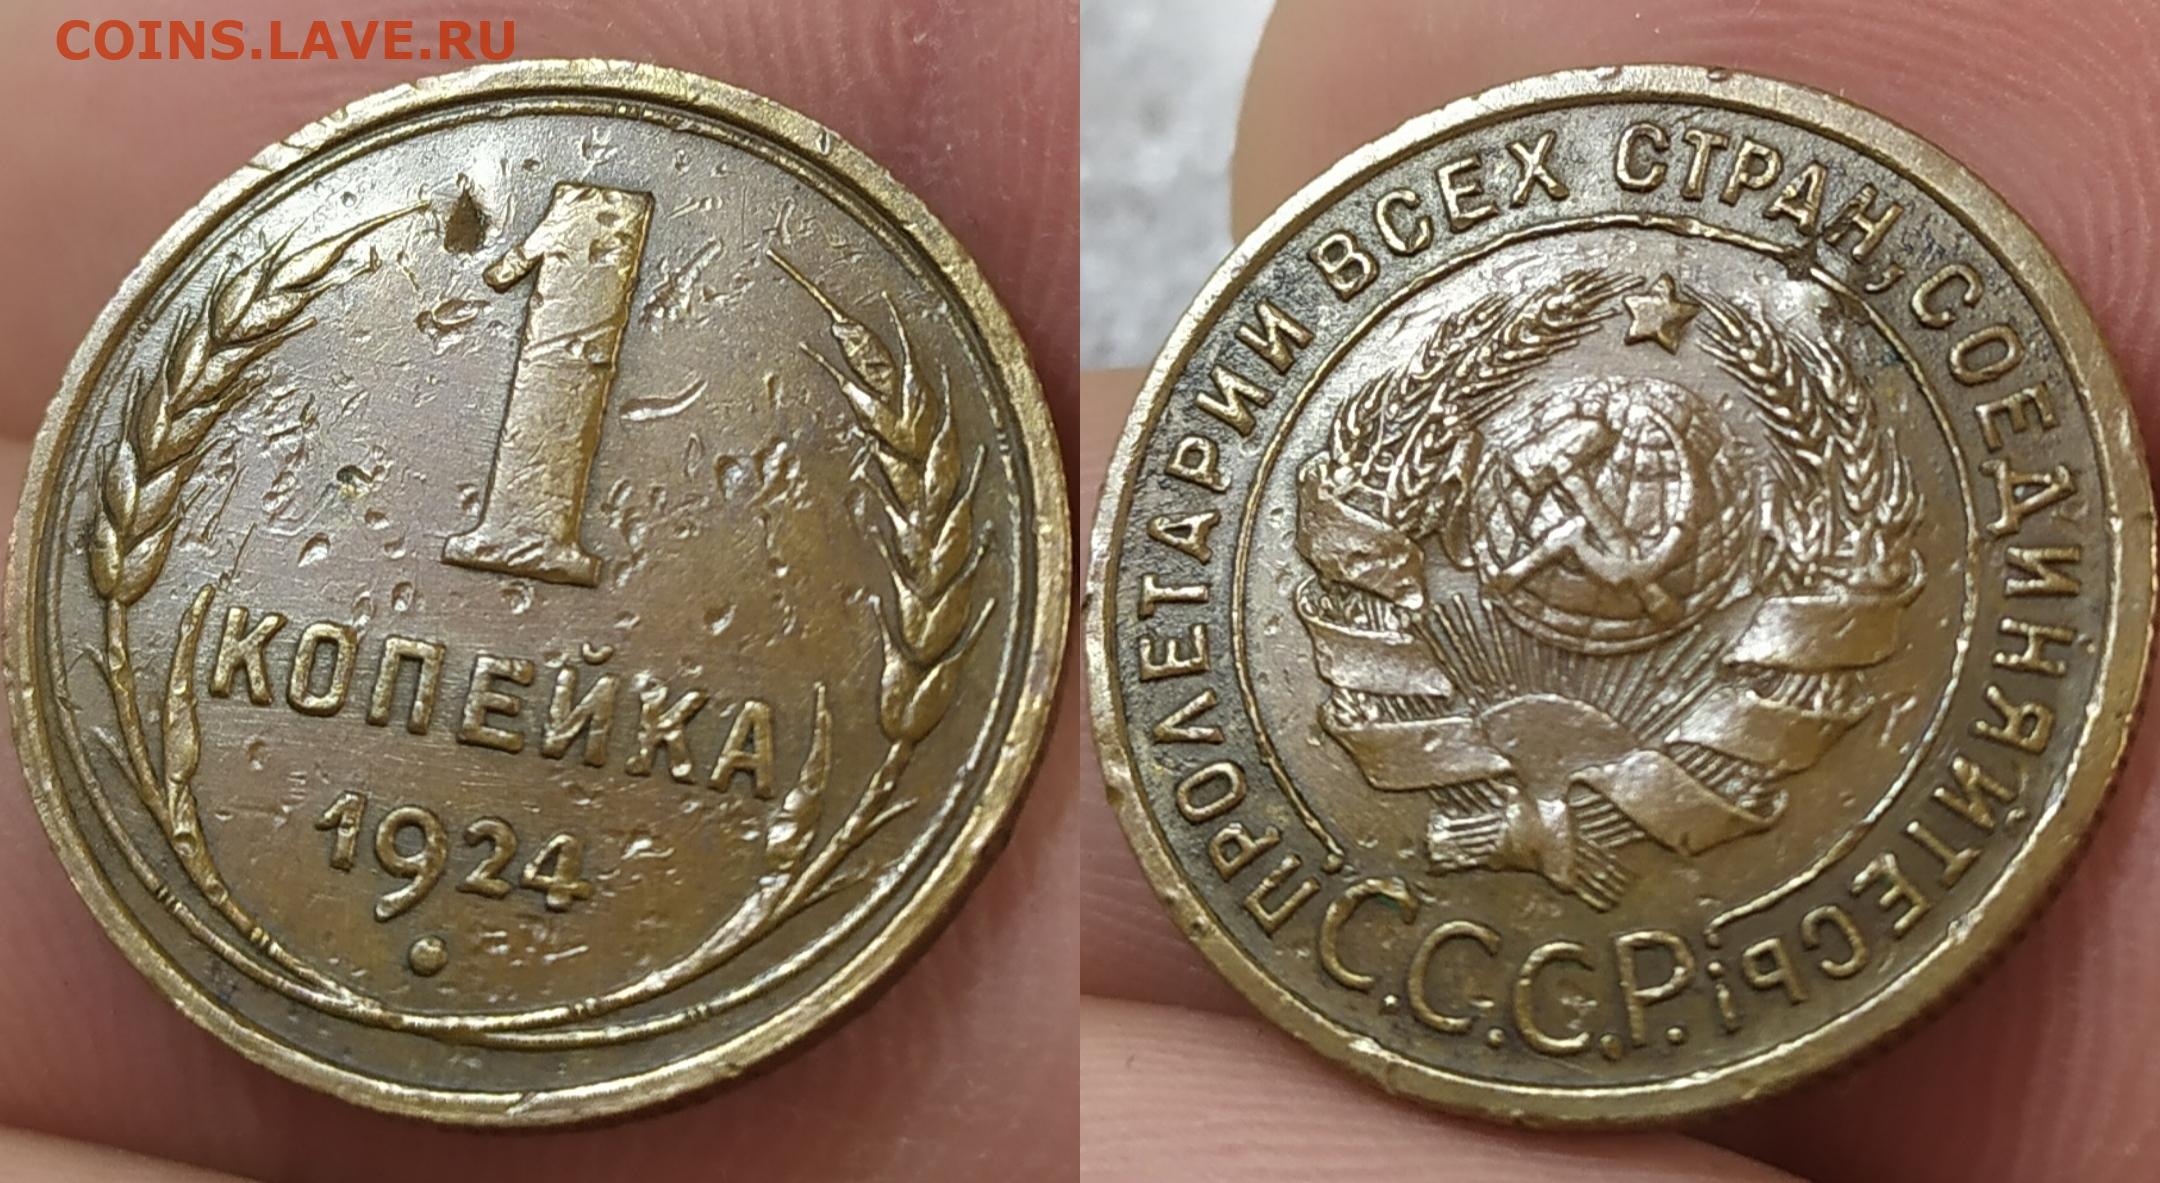 COINS.LAVE.RU
1
КОПЕЙКА
1924
ПРОЛЕТАРИИ ВСЕХ СТРАН, СОЕДИНЯЙТЕСЬ!
С.С.С.Р.